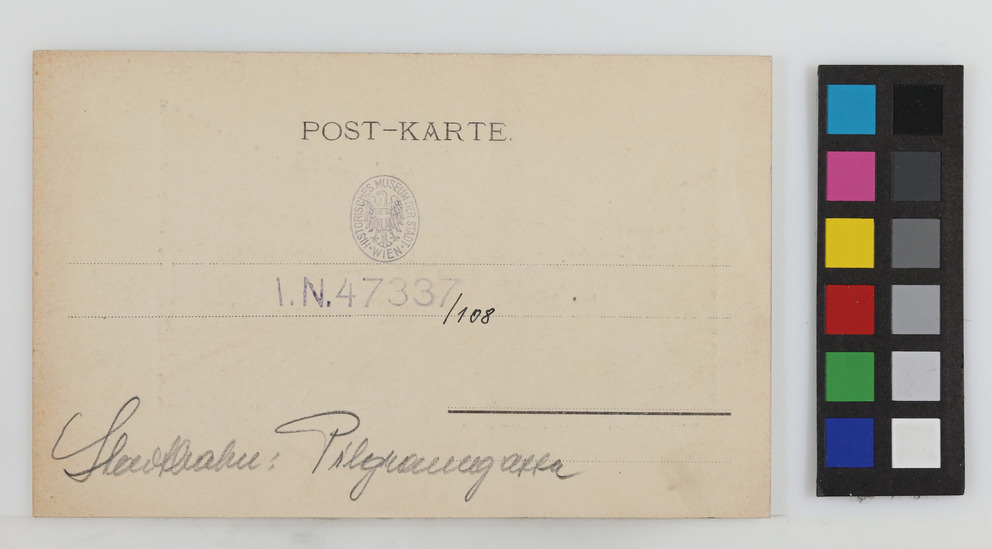 POST-KARTE.
HISTORISCHES MUSEUM DER STADT
• WIEN •
I.N.47337
/108
Stadtbahn: Pilgramgasse